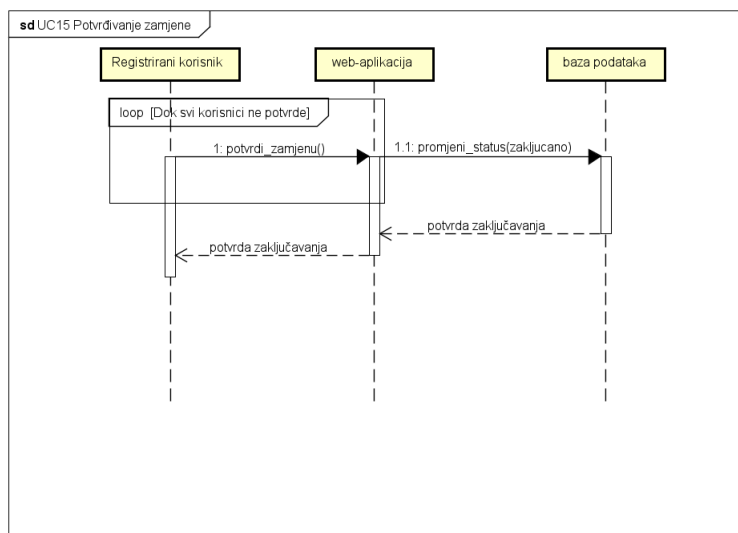 sd UC15 Potvrđivanje zamjene
Registrirani korisnik
web-aplikacija
baza podataka
loop [Dok svi korisnici ne potvrde]
1: potvrdi_zamjenu()
1.1: promjeni_status(zakljucano)
potvrda zaključavanja
potvrda zaključavanja